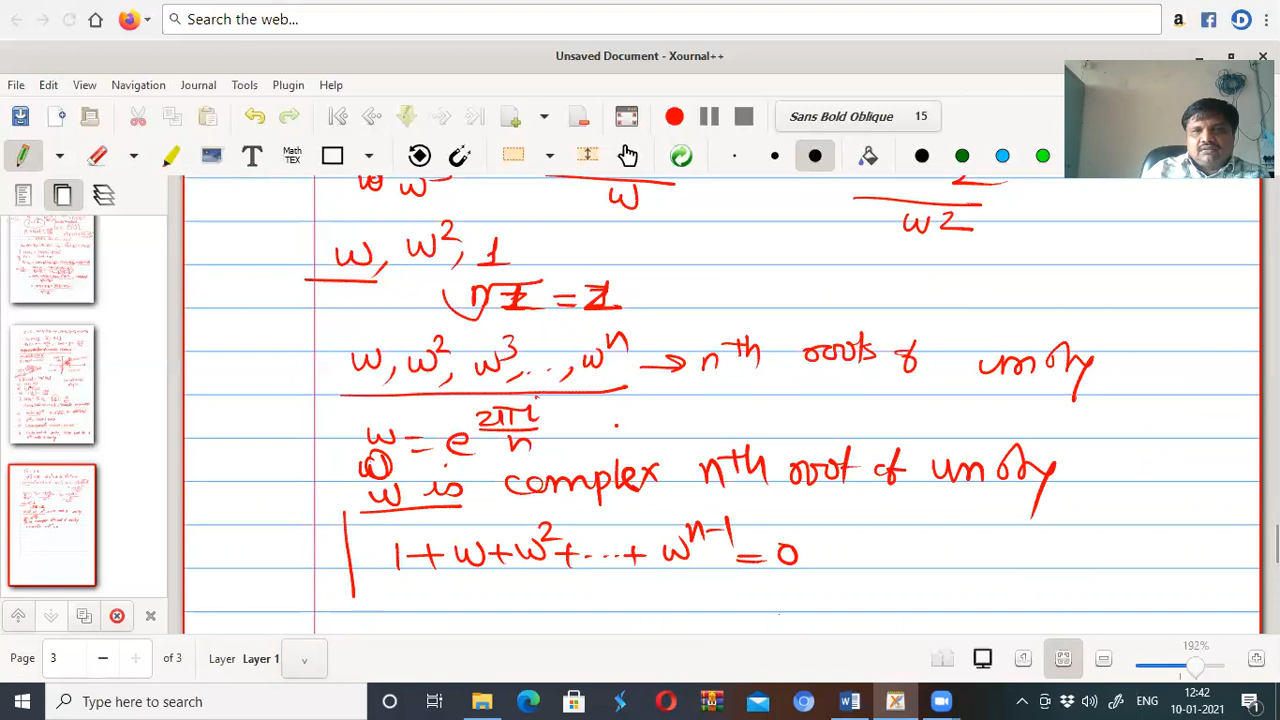 Search the web...
Unsaved Document - Xournal++
File Edit View Navigation Journal Tools Plugin Help
Sans Bold Oblique 15
Math TEX
ω
ω2
ω, ω², 1
ω, ω², ω³, ..., ωⁿ → nth roots of unity
ω = e^(2πi/n)
ω is complex nth root of unity
1+ω+ω²+...+ωⁿ⁻¹ = 0
Page 3 of 3 Layer Layer 1 192%
Type here to search
ENG 12:42
10-01-2021